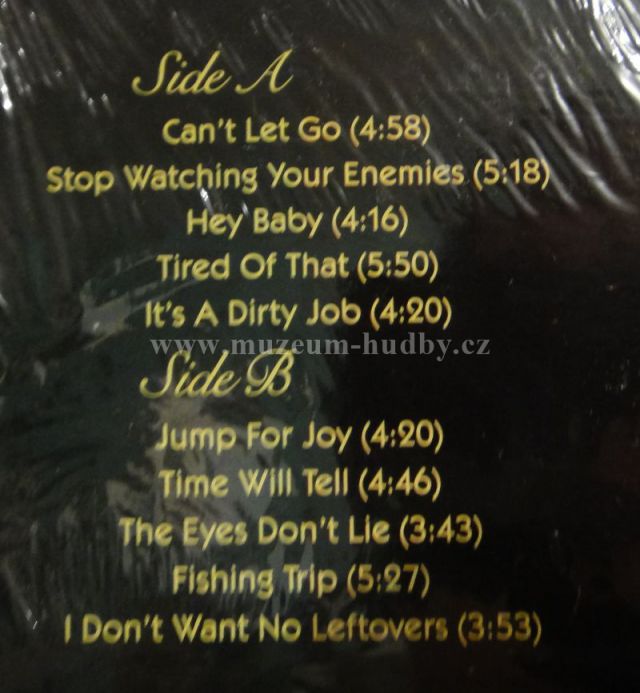 Side A
Can't Let Go (4:58)
Stop Watching Your Enemies (5:18)
Hey Baby (4:16)
Tired Of That (5:50)
It's A Dirty Job (4:20)
www.muzeum-hudby.cz
Side B
Jump For Joy (4:20)
Time Will Tell (4:46)
The Eyes Don't Lie (3:43)
Fishing Trip (5:27)
I Don't Want No Leftovers (3:53)